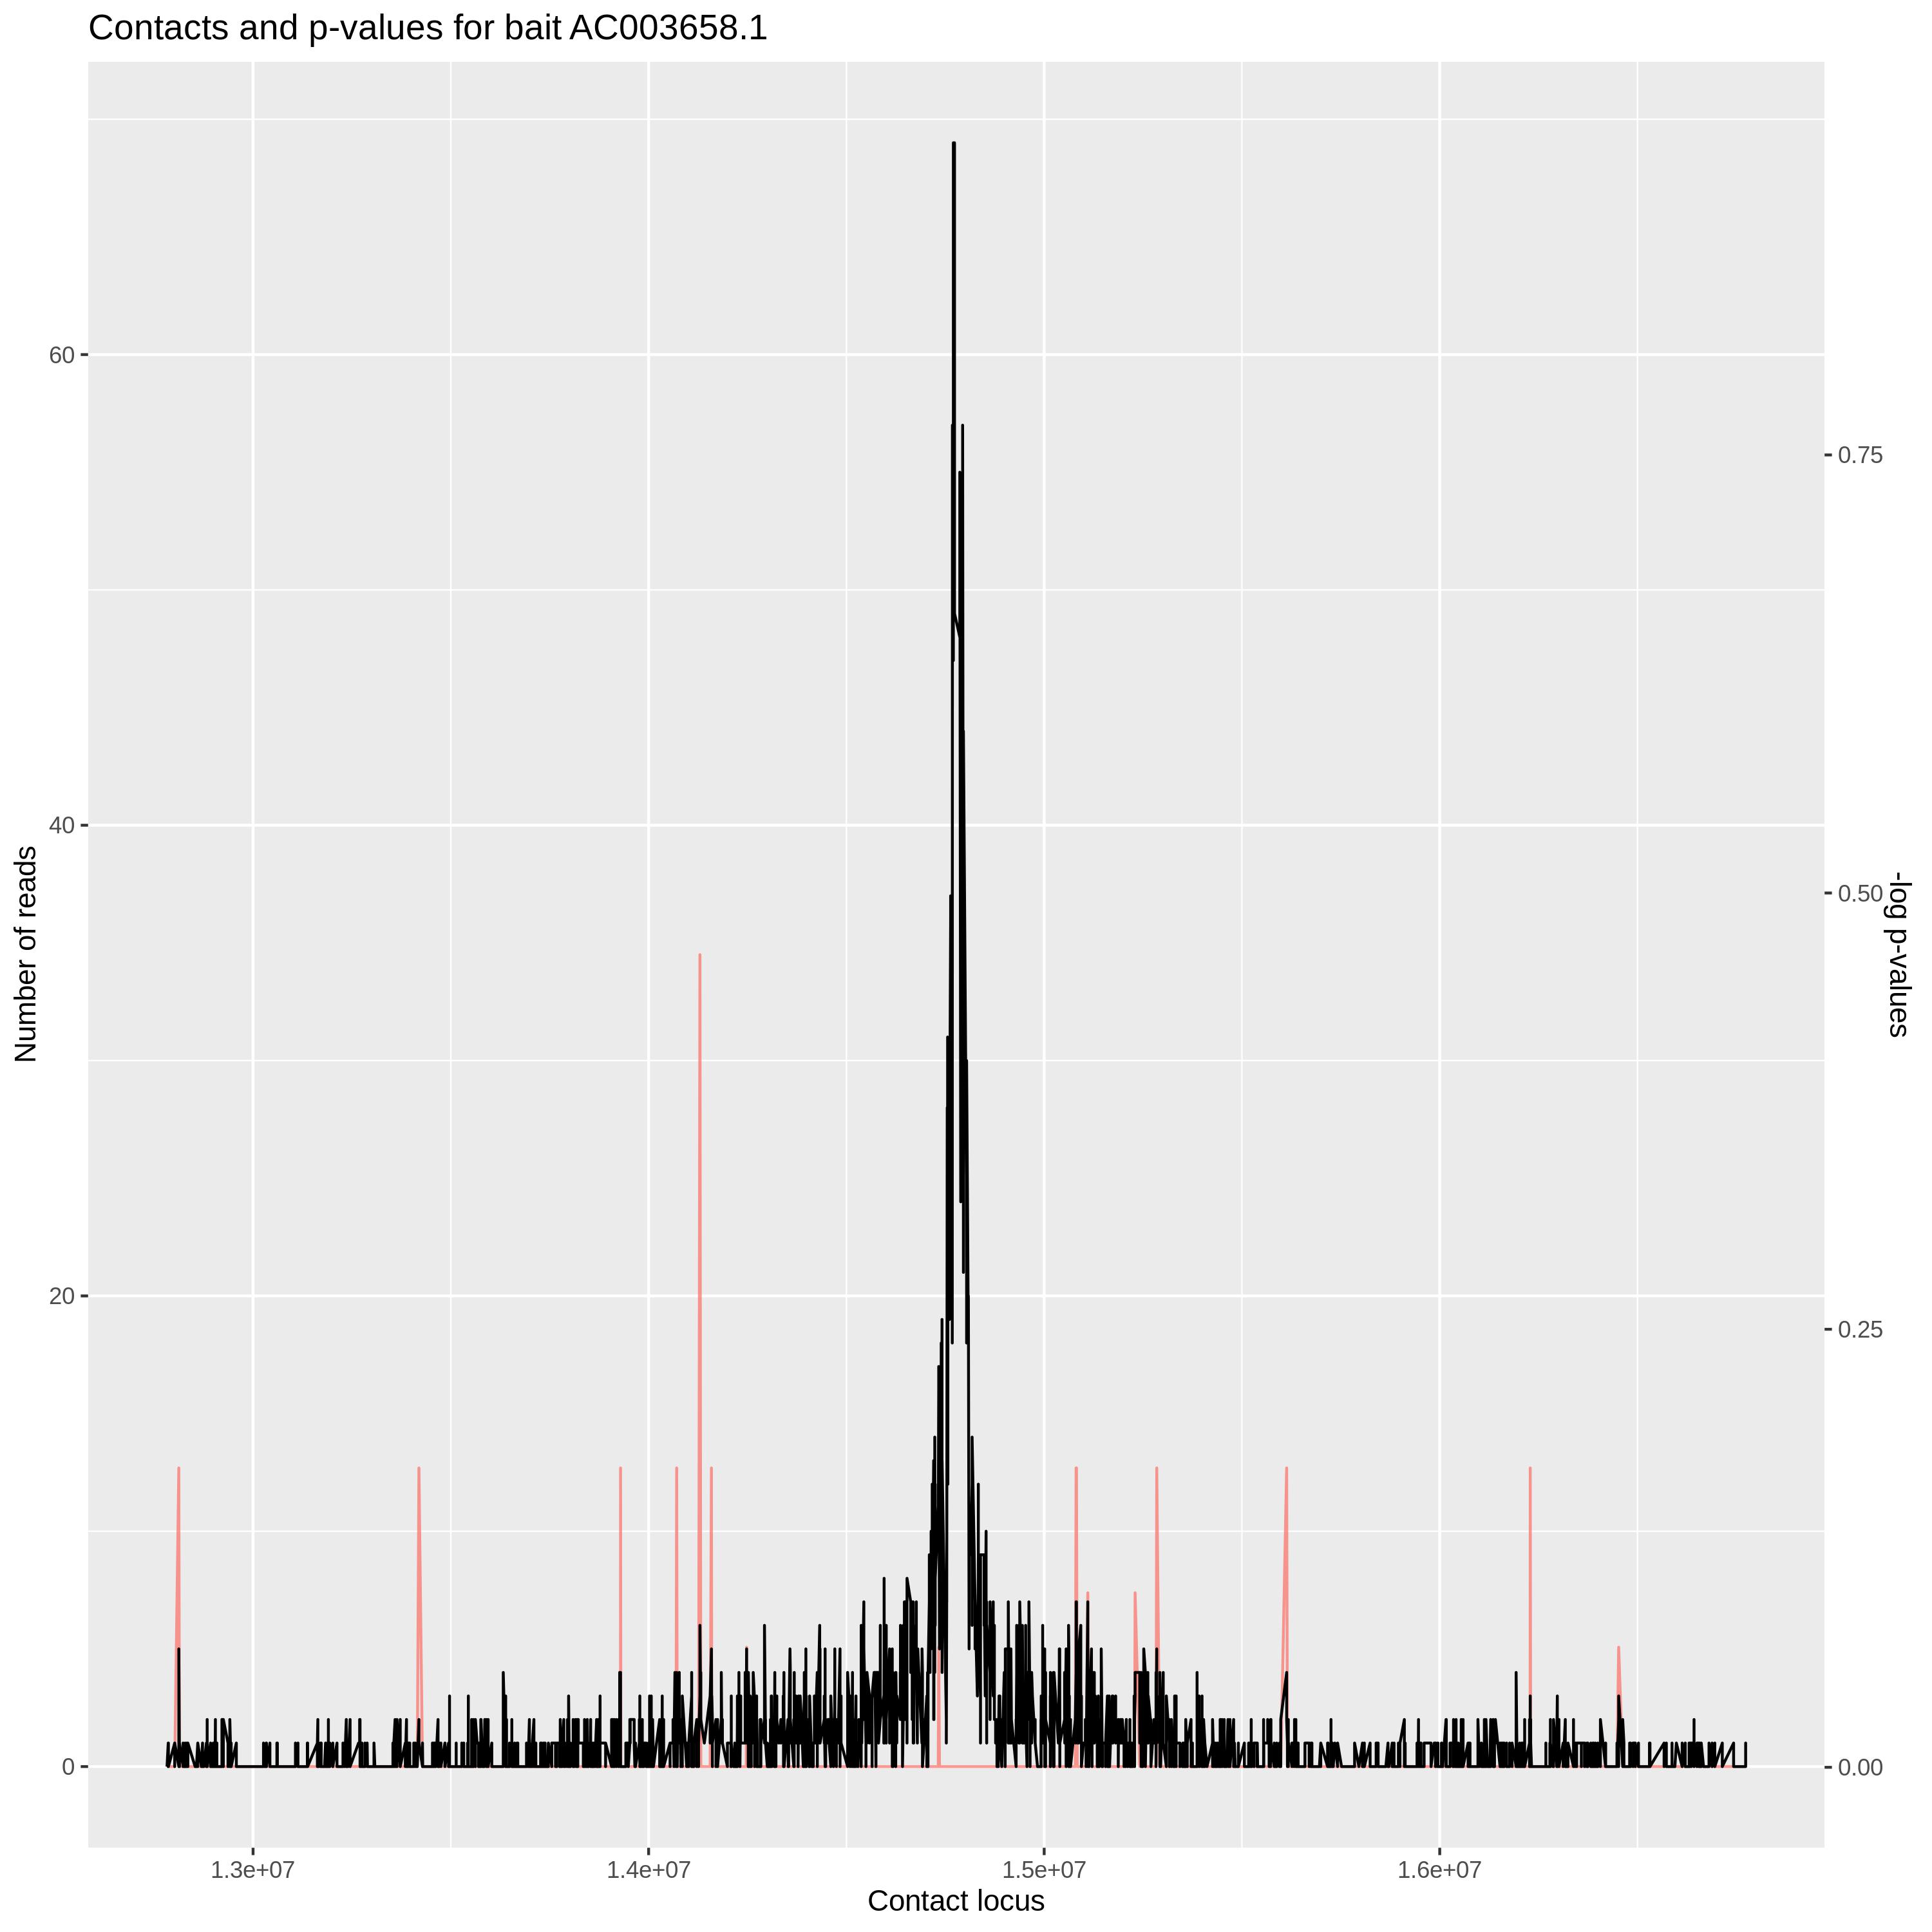 Contacts and p-values for bait AC003658.1
Number of reads
60
40
20
0
0.75
0.50
0.25
0.00
-log p-values
1.3e+07
1.4e+07
1.5e+07
1.6e+07
Contact locus